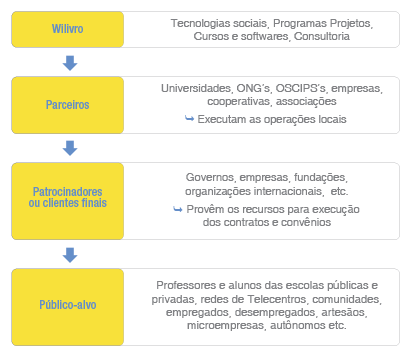 Wilivro
Tecnologias sociais, Programas Projetos,
Cursos e softwares, Consultoria
Parceiros
Universidades, ONG's, OSCIPS's, empresas,
cooperativas, associações
Executam as operações locais
Patrocinadores
ou clientes finais
Governos, empresas, fundações,
organizações internacionais, etc.
Provêm os recursos para execução
dos contratos e convênios
Público-alvo
Professores e alunos das escolas públicas e
privadas, redes de Telecentros, comunidades,
empregados, desempregados, artesãos,
microempresas, autônomos etc.